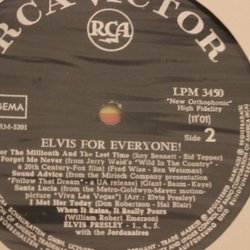 RCA VICTOR
RCA
LPM 3450
"New Orthophonic"
High Fidelity
GEMA
(11'01)
RM-5301
Side 2
ELVIS FOR EVERYONE!
For The Millionth And The Last Time (Roy Bennett - Sid Tepper)
Forget Me Never (from Jerry Wald's "Wild In The Country"
a 20th Century-Fox film) (Fred Wise - Ben Weisman)
Sound Advice (from the Mirisch Company presentation
"Follow That Dream" - a UA release) (Giant - Baum - Kaye)
Santa Lucia (from the Metro-Goldwyn-Mayer motion
picture "Viva Las Vegas") (Arr.: Elvis Presley)
I Met Her Today (Don Robertson - Hal Blair)
When It Rains, It Really Pours
(William Robert Emerson)
ELVIS PRESLEY - 1., 4., 5.
with the Jordanaires